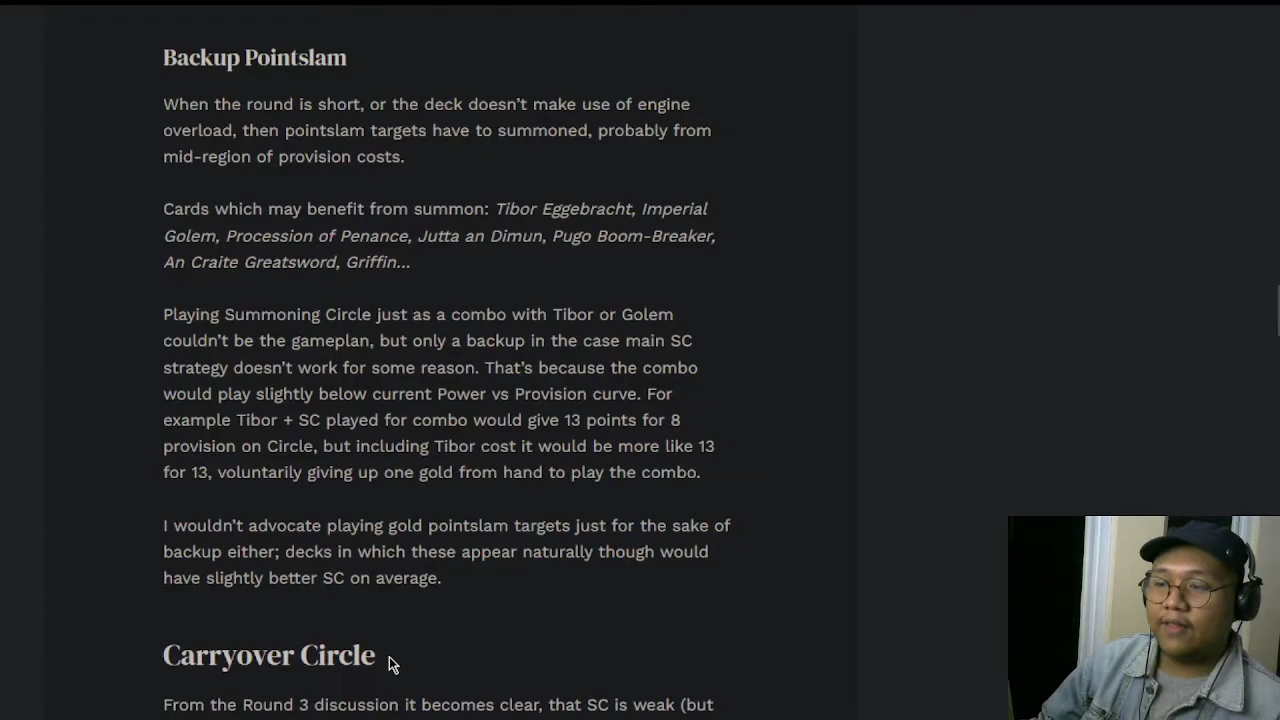 Backup Pointslam
When the round is short, or the deck doesn't make use of engine
overload, then pointslam targets have to summoned, probably from
mid-region of provision costs.
Cards which may benefit from summon: Tibor Eggebracht, Imperial
Golem, Procession of Penance, Jutta an Dimun, Pugo Boom-Breaker,
An Craite Greatsword, Griffin...
Playing Summoning Circle just as a combo with Tibor or Golem
couldn't be the gameplan, but only a backup in the case main SC
strategy doesn't work for some reason. That's because the combo
would play slightly below current Power vs Provision curve. For
example Tibor + SC played for combo would give 13 points for 8
provision on Circle, but including Tibor cost it would be more like 13
for 13, voluntarily giving up one gold from hand to play the combo.
I wouldn't advocate playing gold pointslam targets just for the sake of
backup either; decks in which these appear naturally though would
have slightly better SC on average.
Carryover Circle
From the Round 3 discussion it becomes clear, that SC is weak (but